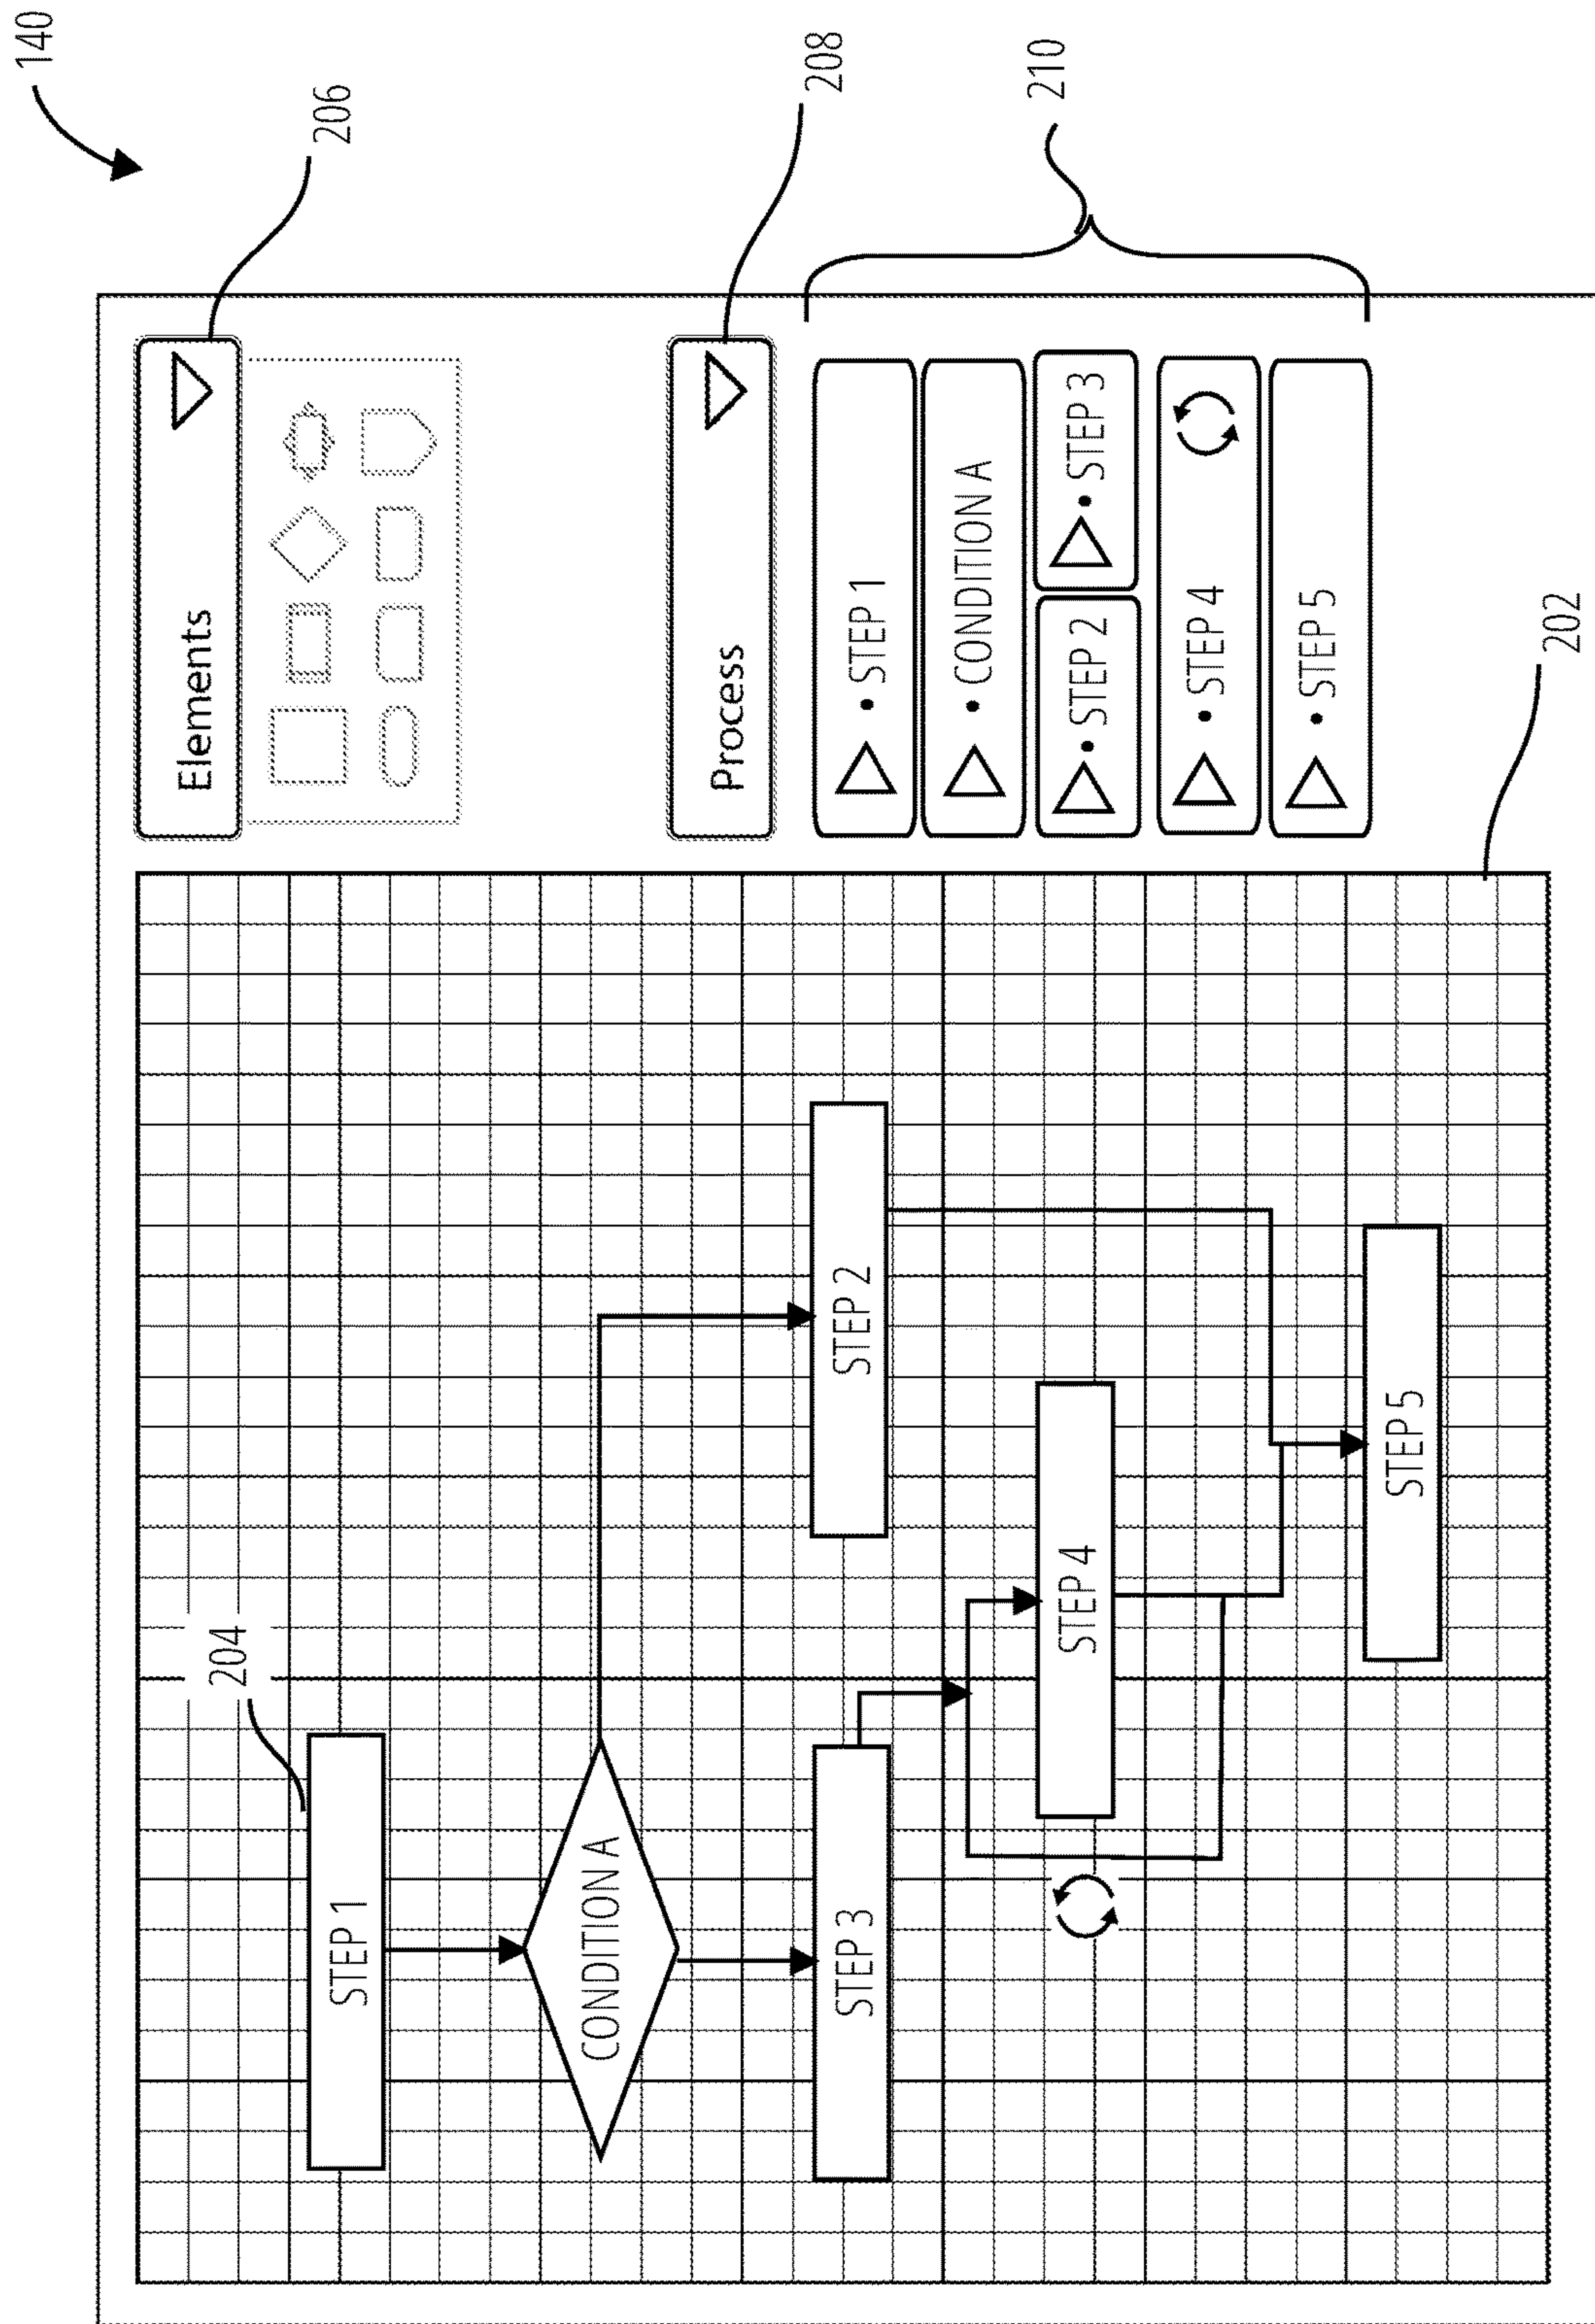 140
Elements
206
204
STEP 1
CONDITION A
STEP 3
STEP 2
STEP 4
STEP 5
Process
208
• STEP 1
• CONDITION A
• STEP 2
• STEP 3
• STEP 4
• STEP 5
210
202